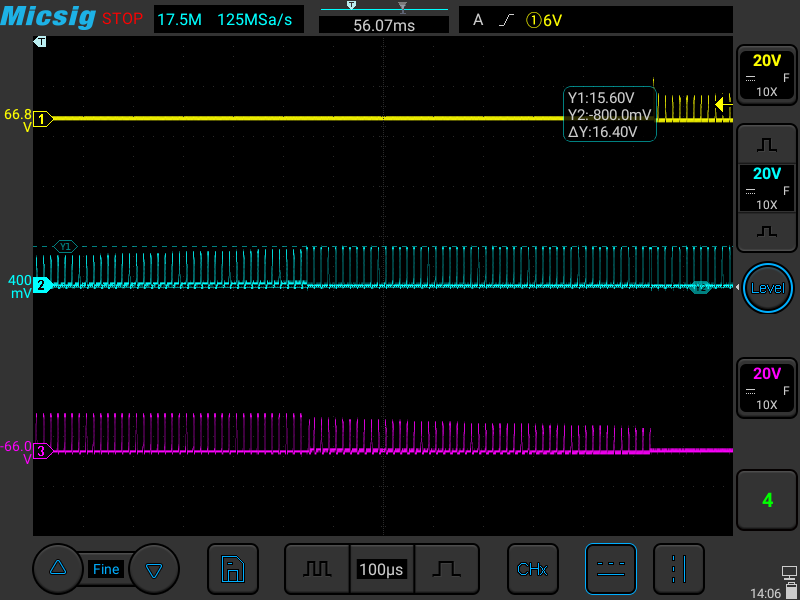 Micsig STOP 17.5M 125MSa/s T 56.07ms A ①6V
T
20V
F
10X
Y1:15.60V
Y2:-800.0mV
ΔY:16.40V
66.8
V
1
20V
F
10X
Y1
400
mV
2
Y2
Level
20V
F
10X
-66.0
V
3
4
Fine 100µs CHx
14:06